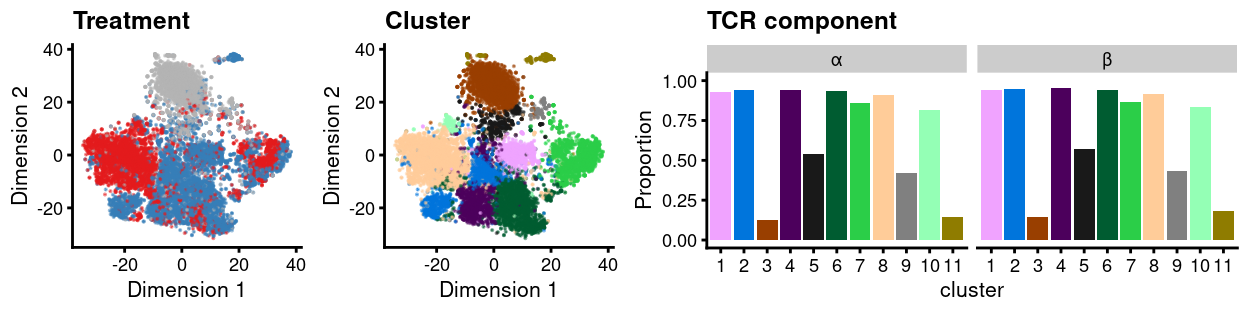 Treatment
40
20
0
-20
-20 0 20 40
Dimension 2
Dimension 1
Cluster
40
20
0
-20
-20 0 20 40
Dimension 2
Dimension 1
TCR component
α β
1.00
0.75
0.50
0.25
0.00
Proportion
1 2 3 4 5 6 7 8 9 10 11 1 2 3 4 5 6 7 8 9 10 11
cluster